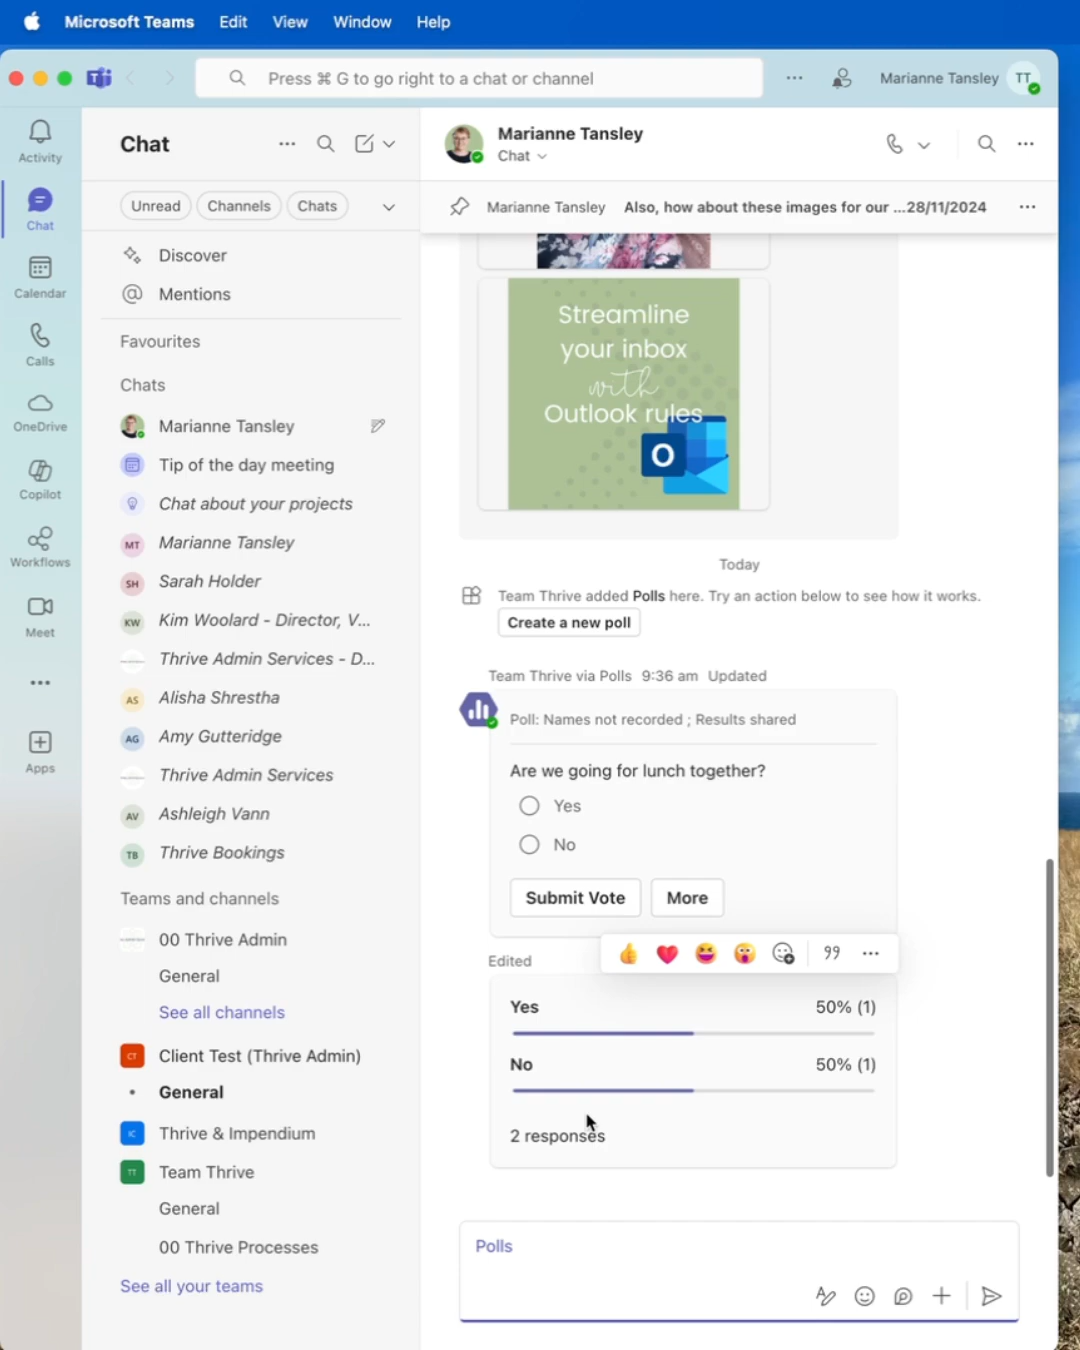 Microsoft Teams Edit View Window Help
Press ⌘ G to go right to a chat or channel
Marianne Tansley
TT
Activity
Chat
Calendar
Calls
OneDrive
Copilot
Workflows
Meet
Apps
Chat
Unread
Channels
Chats
Discover
Mentions
Favourites
Chats
Marianne Tansley
Tip of the day meeting
Chat about your projects
MT Marianne Tansley
SH Sarah Holder
KW Kim Woolard - Director, V...
Thrive Admin Services - D...
AS Alisha Shrestha
AG Amy Gutteridge
Thrive Admin Services
AV Ashleigh Vann
TB Thrive Bookings
Teams and channels
00 Thrive Admin
General
See all channels
CT Client Test (Thrive Admin)
General
IC Thrive & Impendium
TT Team Thrive
General
00 Thrive Processes
See all your teams
Marianne Tansley
Chat
Marianne Tansley Also, how about these images for our ...28/11/2024
Streamline
your inbox
with
Outlook rules
O
Today
Team Thrive added Polls here. Try an action below to see how it works.
Create a new poll
Team Thrive via Polls 9:36 am Updated
Poll: Names not recorded ; Results shared
Are we going for lunch together?
Yes
No
Submit Vote
More
Edited
Yes 50% (1)
No 50% (1)
2 responses
Polls